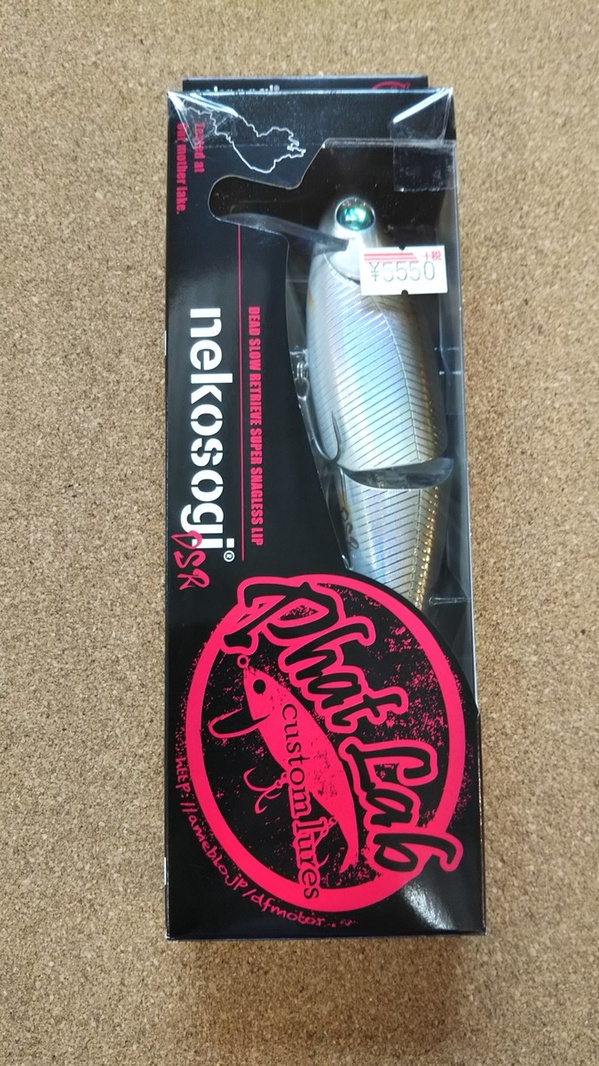 Tested at
our mother lake.
+税
¥5550
DEAD SLOW RETRIEVE SUPER SNAGLESS LIP
nekosogi®
DSR
Phat Lab
custom lures
http://ameblo.jp/dfmotor